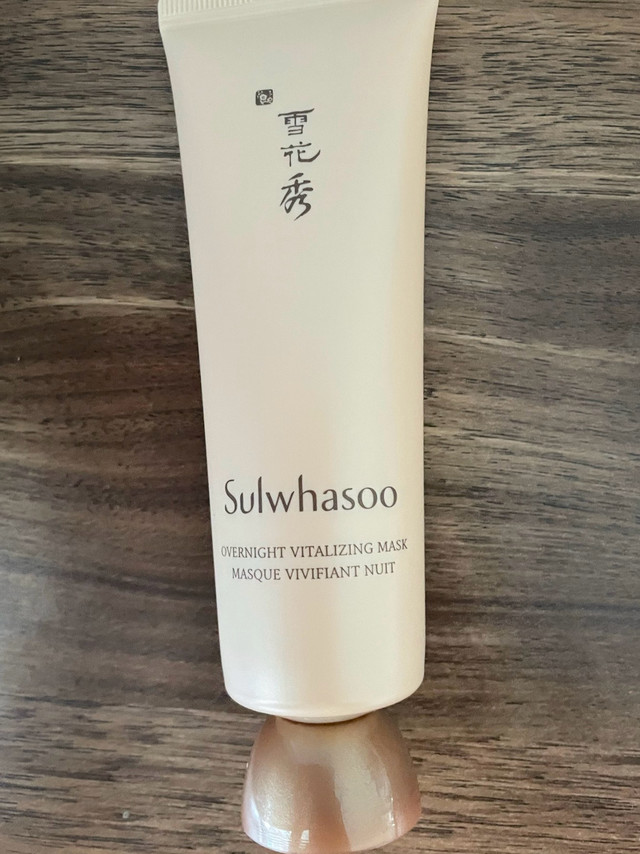 雪
花
秀
Sulwhasoo
OVERNIGHT VITALIZING MASK
MASQUE VIVIFIANT NUIT